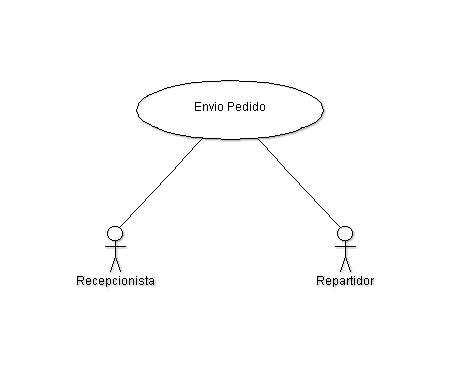 Envio Pedido
Recepcionista
Repartidor